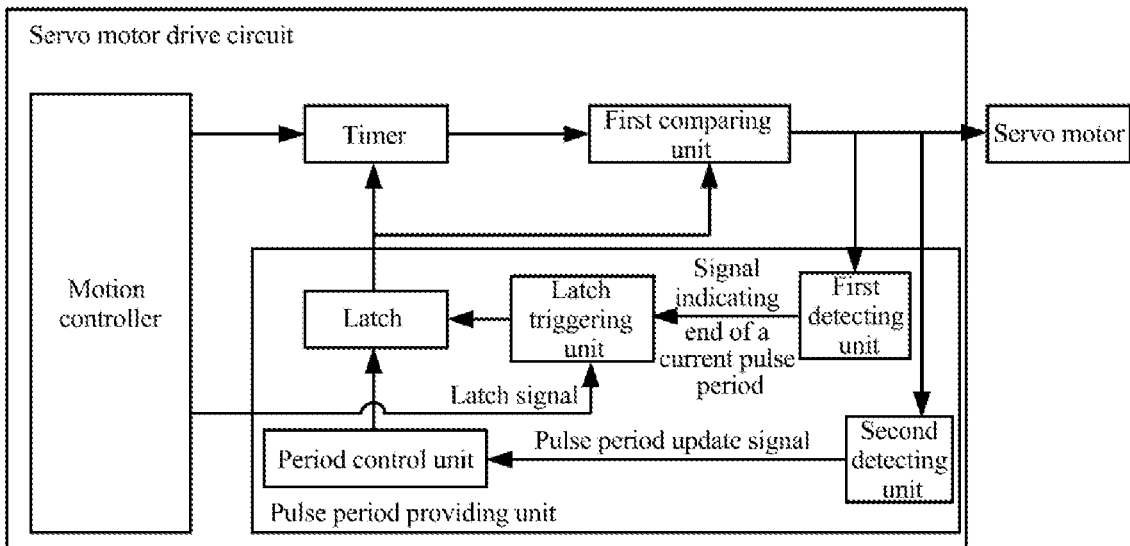 Servo motor drive circuit
Motion
controller
Timer
First comparing
unit
Servo motor
Latch
Latch
triggering
unit
Signal
indicating
end of a
current pulse
period
First
detecting
unit
Latch signal
Period control unit
Pulse period update signal
Second
detecting
unit
Pulse period providing unit